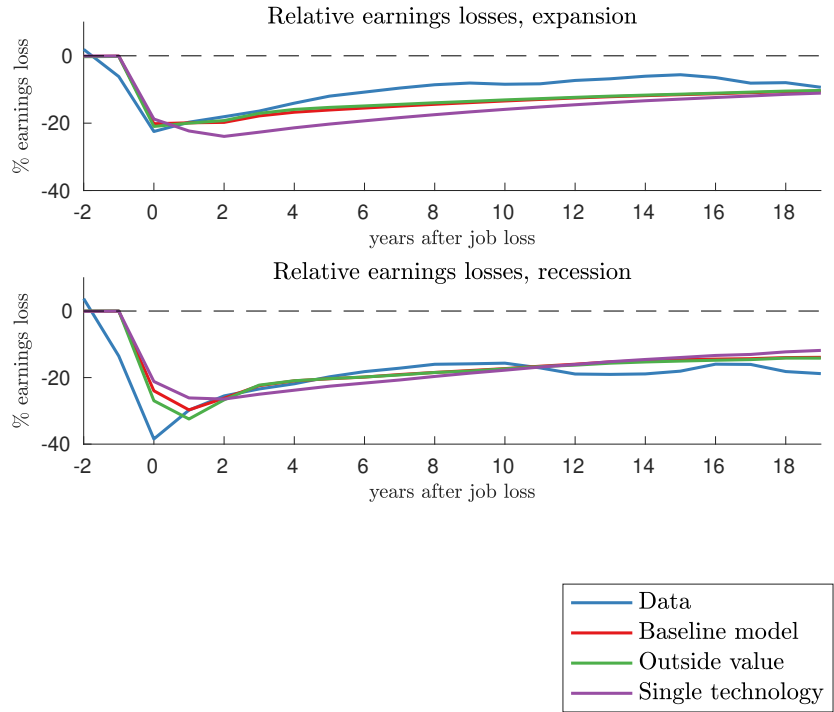 Relative earnings losses, expansion
% earnings loss
0
-20
-40
-2 0 2 4 6 8 10 12 14 16 18
years after job loss
Relative earnings losses, recession
% earnings loss
0
-20
-40
-2 0 2 4 6 8 10 12 14 16 18
years after job loss
Data
Baseline model
Outside value
Single technology